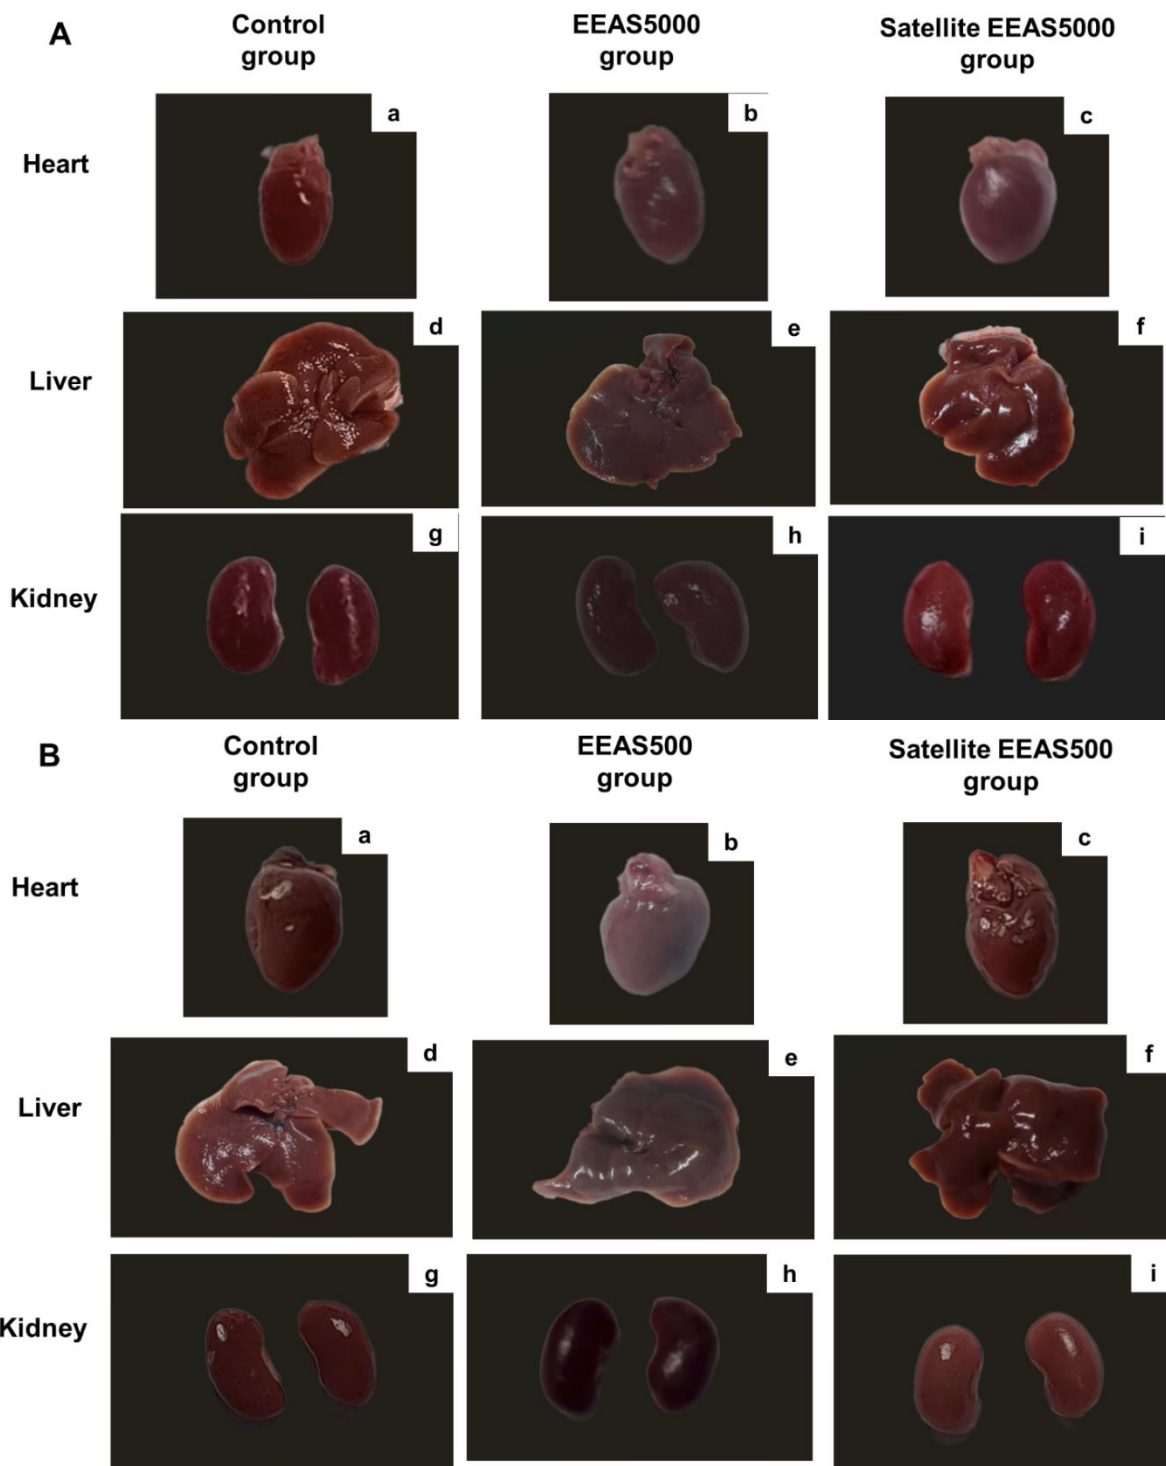 A
Control
group
EEAS5000
group
Satellite EEAS5000
group
Heart
a
b
c
Liver
d
e
f
Kidney
g
h
i
B
Control
group
EEAS500
group
Satellite EEAS500
group
Heart
a
b
c
Liver
d
e
f
Kidney
g
h
i